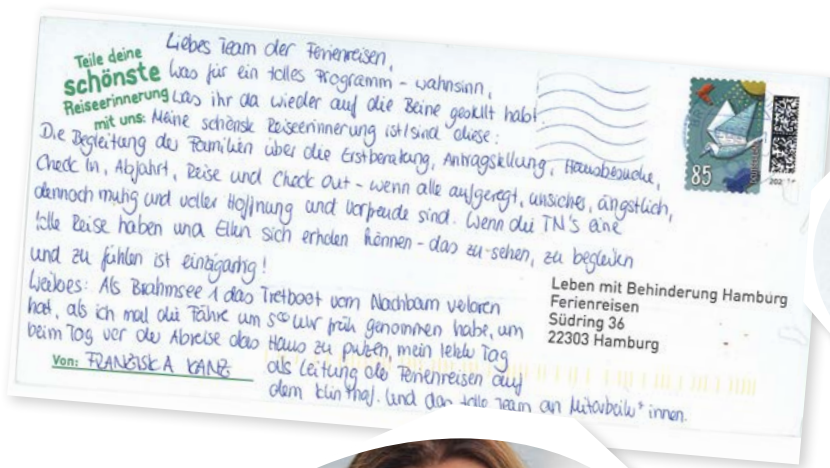 Teile deine
schönste
Reiseerinnerung
mit uns:
Liebes Team der Ferienreisen,
Was für ein tolles Programm - wahnsinn,
was ihr da wieder auf die Beine gestellt habt.
Meine schönste Reiseerinnerung ist/sind diese:
Die Begleitung der Familien über die Erstberatung, Antragstellung, Hausbesuche,
Check In, Abfahrt, Reise und Check Out - wenn alle aufgeregt, unsicher, ängstlich,
dennoch mutig und voller Hoffnung und Vorfreude sind. Wenn die TN's eine
tolle Reise haben und Eltern sich erholen können - das zu sehen, zu begleiten
und zu fühlen ist einzigartig!
Weiteres: Als Brahmsee 1 das Tretboot vom Nachbarn verloren
hat, als ich mal die Fähre um 5⁰⁰ Uhr früh genommen habe, um
beim Tag vor der Abreise das Haus zu putzen, mein letzter Tag
als Leitung der Ferienreisen auf
dem. Und das tolle Team an Mitarbeiter*innen.
Von: FRANZISKA KANZ
85
Leben mit Behinderung Hamburg
Ferienreisen
Südring 36
22303 Hamburg